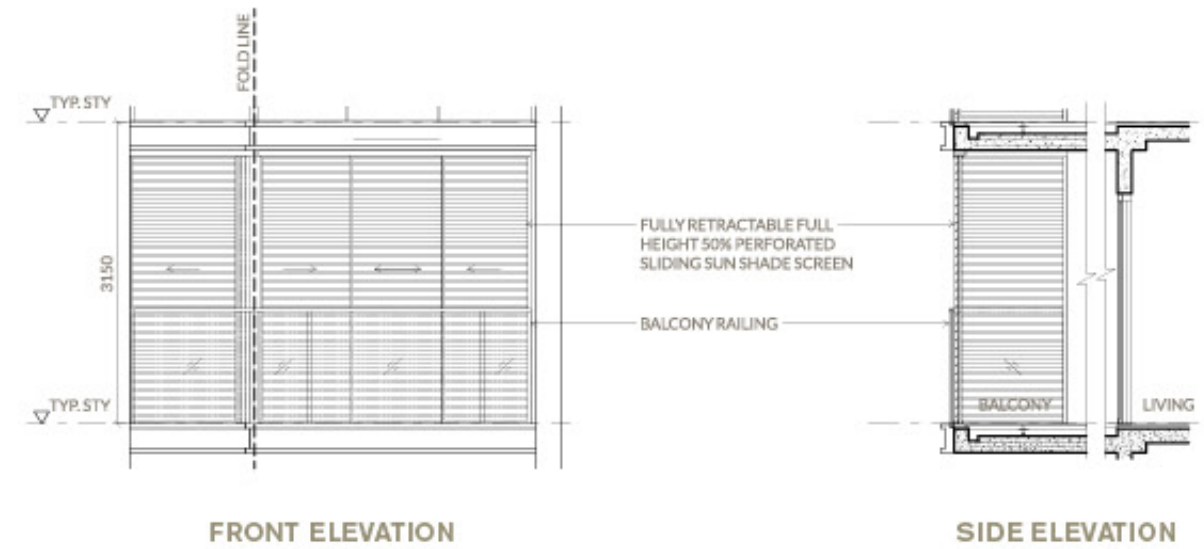 FOLD LINE
TYP. STY
3150
TYP. STY
FULLY RETRACTABLE FULL
HEIGHT 50% PERFORATED
SLIDING SUN SHADE SCREEN
BALCONY RAILING
BALCONY
LIVING
FRONT ELEVATION
SIDE ELEVATION